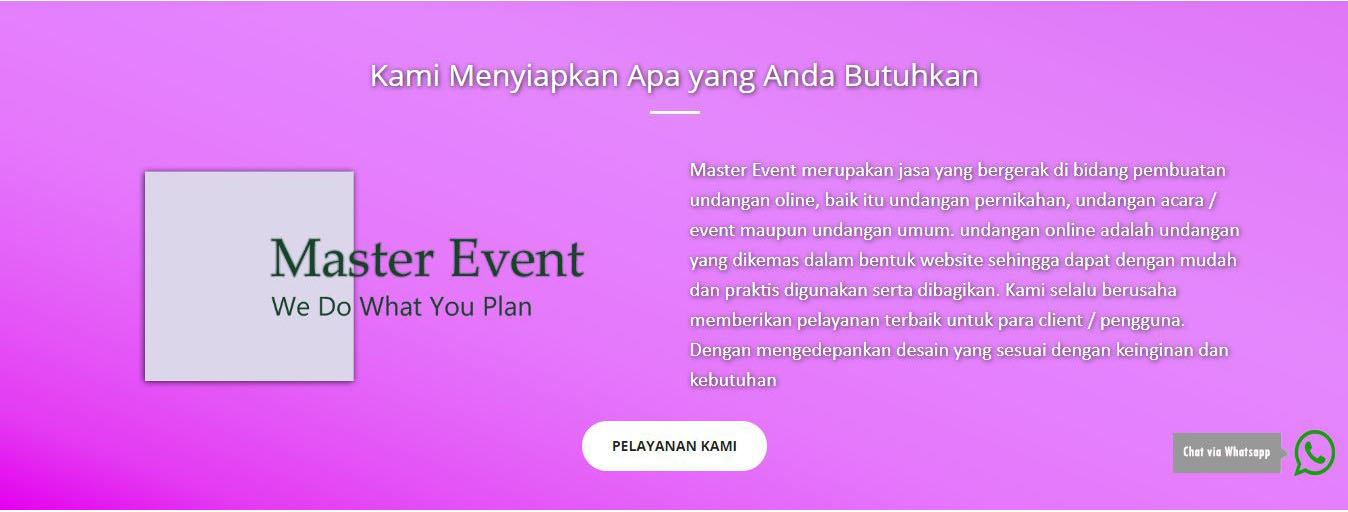 Kami Menyiapkan Apa yang Anda Butuhkan
Master Event
We Do What You Plan
Master Event merupakan jasa yang bergerak di bidang pembuatan
undangan oline, baik itu undangan pernikahan, undangan acara /
event maupun undangan umum. undangan online adalah undangan
yang dikemas dalam bentuk website sehingga dapat dengan mudah
dan praktis digunakan serta dibagikan. Kami selalu berusaha
memberikan pelayanan terbaik untuk para client / pengguna.
Dengan mengedepankan desain yang sesuai dengan keinginan dan
kebutuhan
PELAYANAN KAMI
Chat via Whatsapp